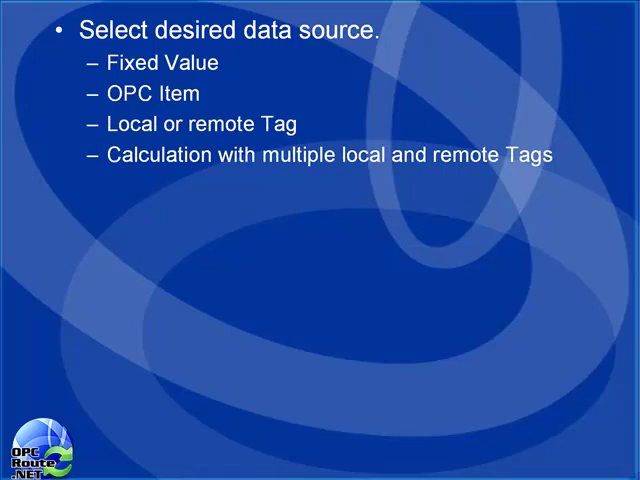 • Select desired data source.
– Fixed Value
– OPC Item
– Local or remote Tag
– Calculation with multiple local and remote Tags
OPC
Route
.NET